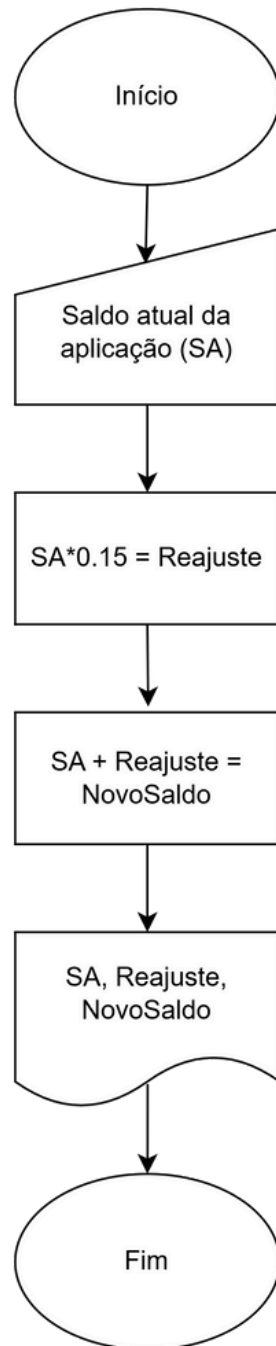 Início
Saldo atual da
aplicação (SA)
SA*0.15 = Reajuste
SA + Reajuste =
NovoSaldo
SA, Reajuste,
NovoSaldo
Fim